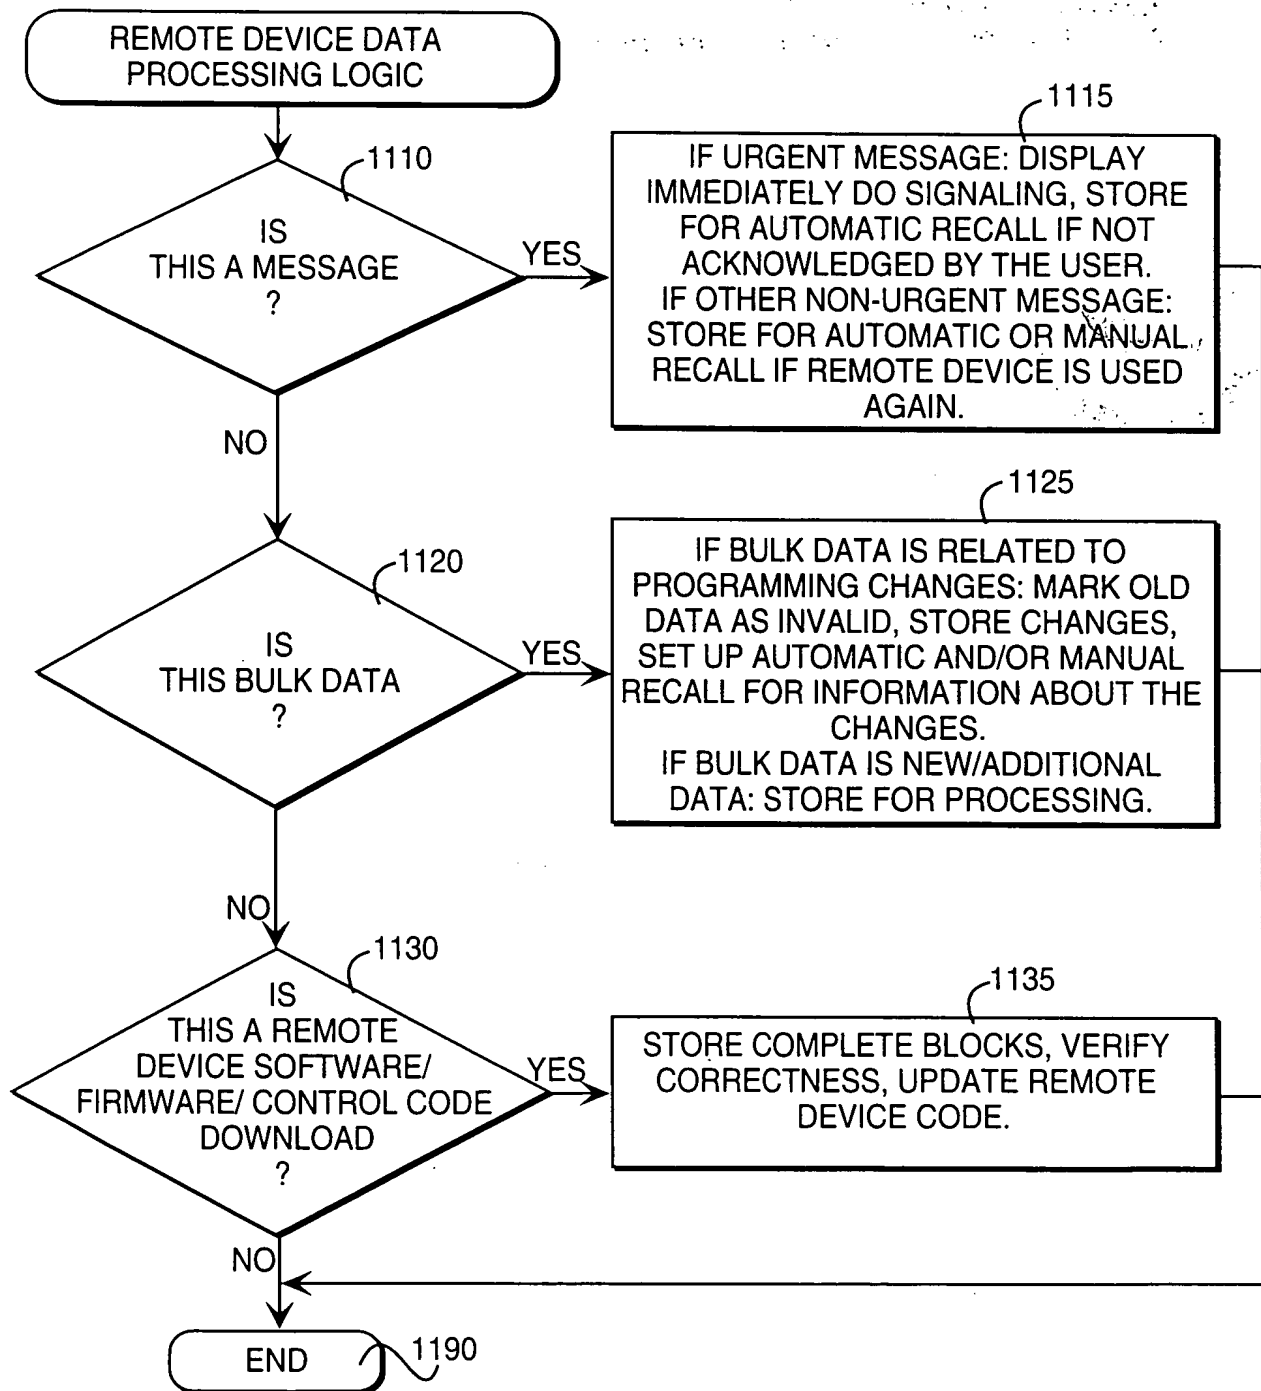 REMOTE DEVICE DATA
PROCESSING LOGIC
1110
IS
THIS A MESSAGE
?
YES
1115
IF URGENT MESSAGE: DISPLAY
IMMEDIATELY DO SIGNALING, STORE
FOR AUTOMATIC RECALL IF NOT
ACKNOWLEDGED BY THE USER.
IF OTHER NON-URGENT MESSAGE:
STORE FOR AUTOMATIC OR MANUAL
RECALL IF REMOTE DEVICE IS USED
AGAIN.
NO
1120
IS
THIS BULK DATA
?
YES
1125
IF BULK DATA IS RELATED TO
PROGRAMMING CHANGES: MARK OLD
DATA AS INVALID, STORE CHANGES,
SET UP AUTOMATIC AND/OR MANUAL
RECALL FOR INFORMATION ABOUT THE
CHANGES.
IF BULK DATA IS NEW/ADDITIONAL
DATA: STORE FOR PROCESSING.
NO
1130
IS
THIS A REMOTE
DEVICE SOFTWARE/
FIRMWARE/ CONTROL CODE
DOWNLOAD
?
YES
1135
STORE COMPLETE BLOCKS, VERIFY
CORRECTNESS, UPDATE REMOTE
DEVICE CODE.
NO
END
1190